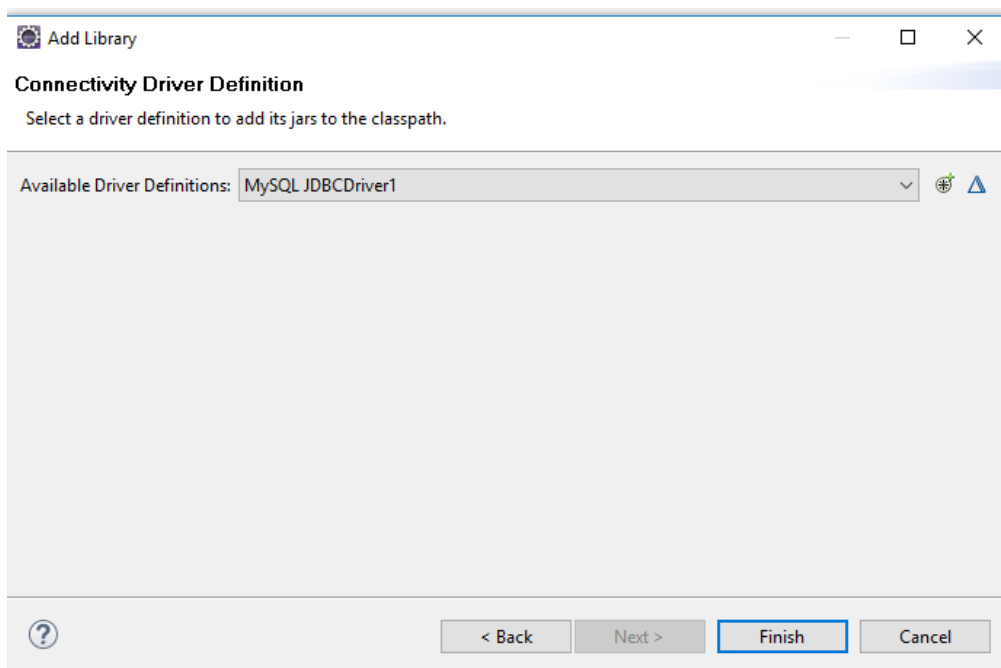 Add Library
Connectivity Driver Definition
Select a driver definition to add its jars to the classpath.
Available Driver Definitions: MySQL JDBCDriver1
< Back Next > Finish Cancel